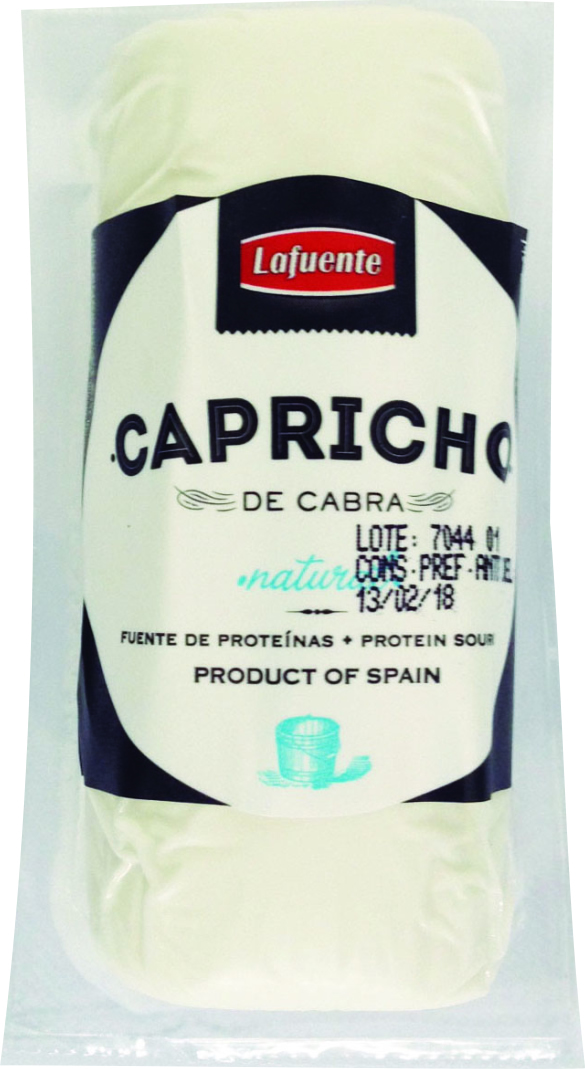 Lafuente
·CAPRICHO·
DE CABRA
LOTE: 7044 01
CONS·PREF·ANT
13/02/18
FUENTE DE PROTEÍNAS + PROTEIN
PRODUCT OF SPAIN